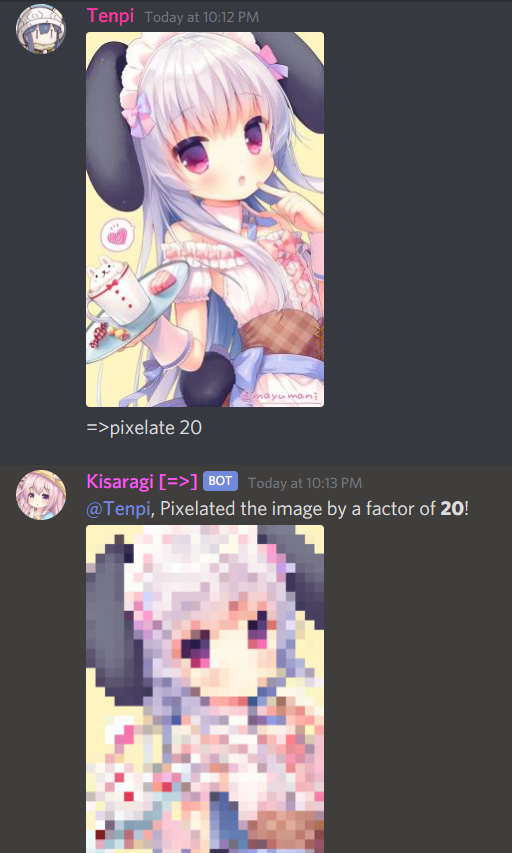 Tenpi Today at 10:12 PM
@mayumani
=>pixelate 20
Kisaragi [=>] BOT Today at 10:13 PM
@Tenpi, Pixelated the image by a factor of 20!